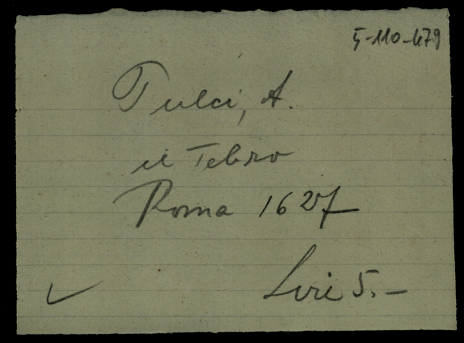 5-110-479
Pulci, A.
il Tebro
Roma 1627
Lire 5.-